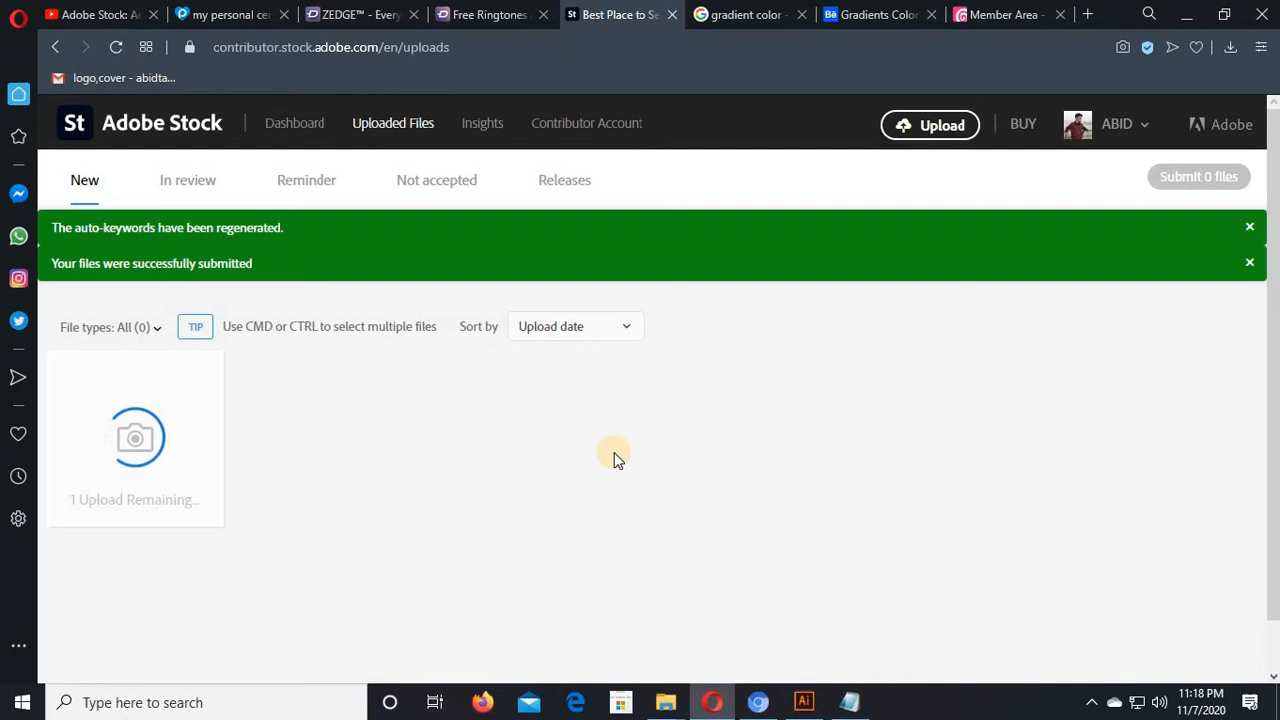 Adobe Stock: A
my personal ce
ZEDGE™ - Every
Free Ringtones
St Best Place to Se
gradient color -
Bē Gradients Colo
Member Area -
contributor.stock.adobe.com/en/uploads
logo,cover - abidta...
St Adobe Stock
Dashboard
Uploaded Files
Insights
Contributor Account
Upload
BUY
ABID
Adobe
New
In review
Reminder
Not accepted
Releases
Submit 0 files
The auto-keywords have been regenerated.
Your files were successfully submitted
File types: All (0)
TIP
Use CMD or CTRL to select multiple files
Sort by
Upload date
1 Upload Remaining...
Type here to search
Ai
11:18 PM
11/7/2020